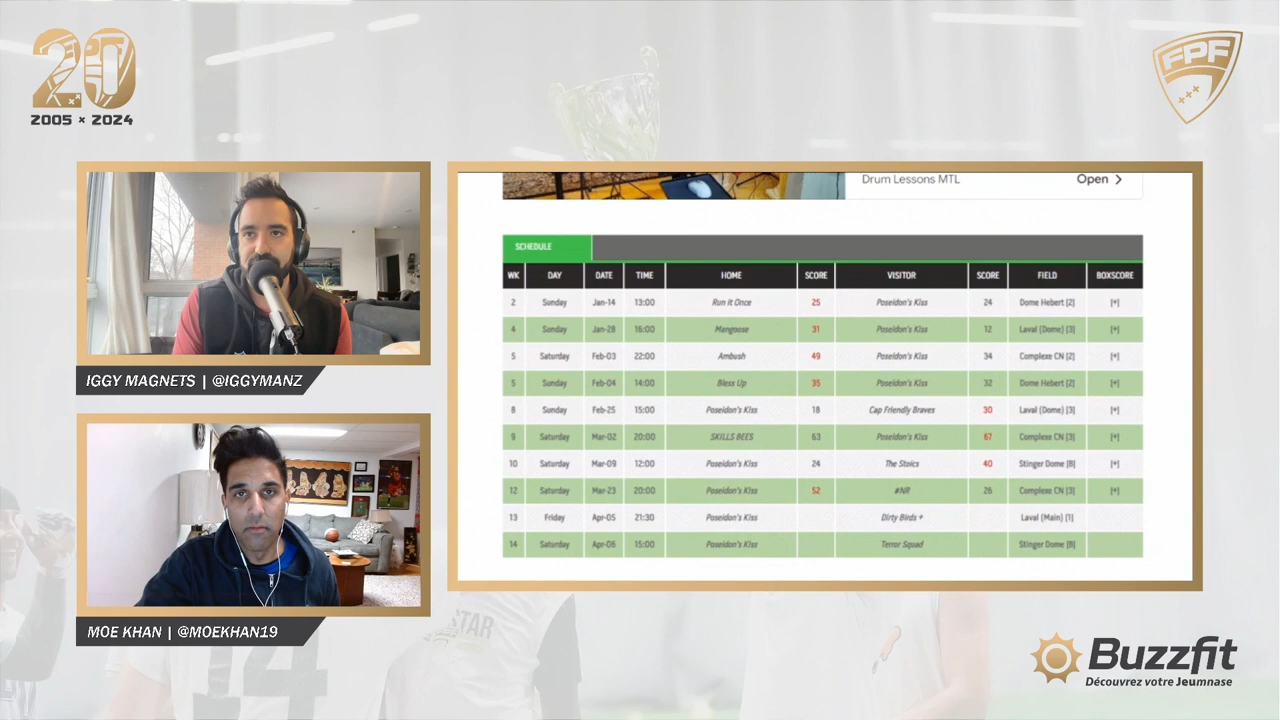 20
2005 × 2024
FPF
IGGY MAGNETS | @IGGYMANZ
MOE KHAN | @MOEKHAN19
Drum Lessons MTL Open
SCHEDULE
WK DAY DATE TIME HOME SCORE VISITOR SCORE FIELD BOXSCORE
2 Sunday Jan-14 13:00 Run it Once 25 Poseidon's Kiss 24 Dome Hebert [2] [+]
4 Sunday Jan-28 16:00 Mangoose 31 Poseidon's Kiss 12 Laval (Dome) [3] [+]
5 Saturday Feb-03 22:00 Ambush 49 Poseidon's Kiss 34 Complexe CN [2] [+]
5 Sunday Feb-04 14:00 Bless Up 35 Poseidon's Kiss 32 Dome Hebert [2] [+]
8 Sunday Feb-25 15:00 Poseidon's Kiss 18 Cap Friendly Braves 30 Laval (Dome) [3] [+]
9 Saturday Mar-02 20:00 SKILLS BEES 63 Poseidon's Kiss 67 Complexe CN [3] [+]
10 Saturday Mar-09 12:00 Poseidon's Kiss 24 The Stoics 40 Stinger Dome [B] [+]
12 Saturday Mar-23 20:00 Poseidon's Kiss 52 #NR 26 Complexe CN [3] [+]
13 Friday Apr-05 21:30 Poseidon's Kiss Dirty Birds + Laval (Main) [1]
14 Saturday Apr-06 15:00 Poseidon's Kiss Terror Squad Stinger Dome [B]
STAR
14
Buzzfit
Découvrez votre Jeumnase